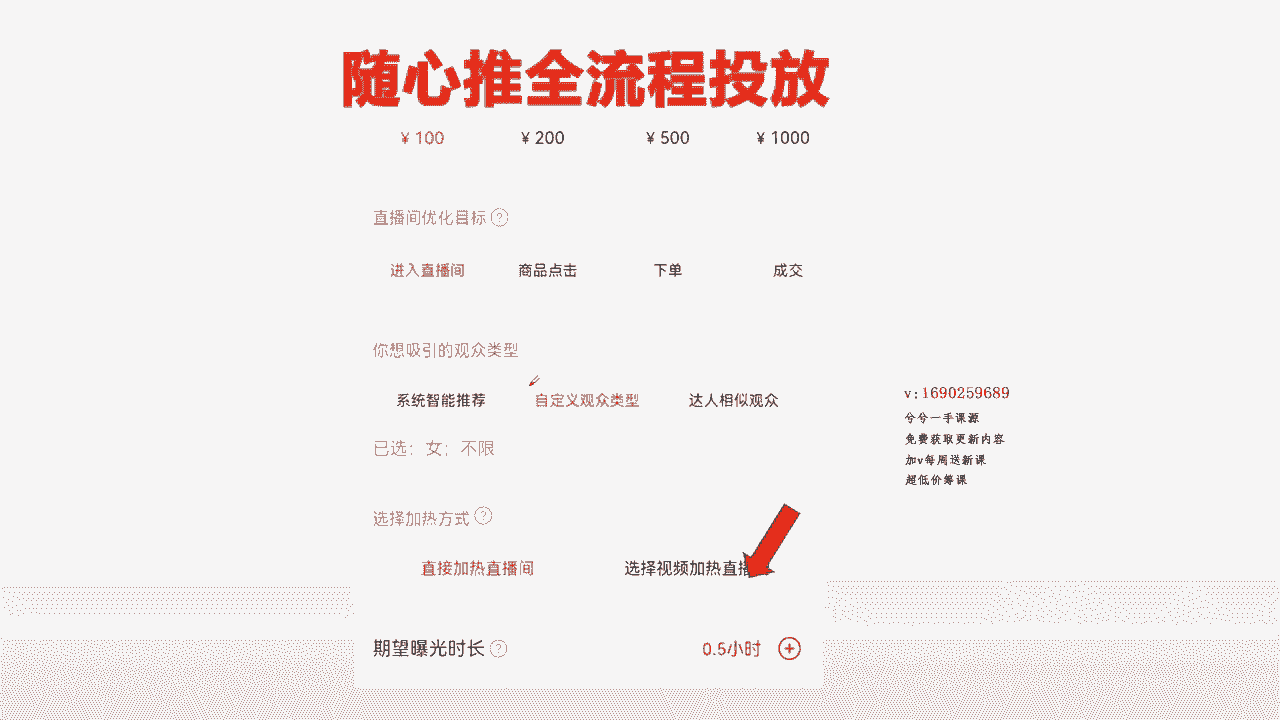 随心推全流程投放
¥ 100 ¥ 200 ¥ 500 ¥ 1000
直播间优化目标 ?
进入直播间 商品点击 下单 成交
你想吸引的观众类型
系统智能推荐 自定义观众类型 达人相似观众
v:1690259689
兮兮一手课源
免费获取更新内容
加v每周送新课
超低价筹课
已选：女；不限
选择加热方式 ?
直接加热直播间 选择视频加热直播
期望曝光时长 ? 0.5小时